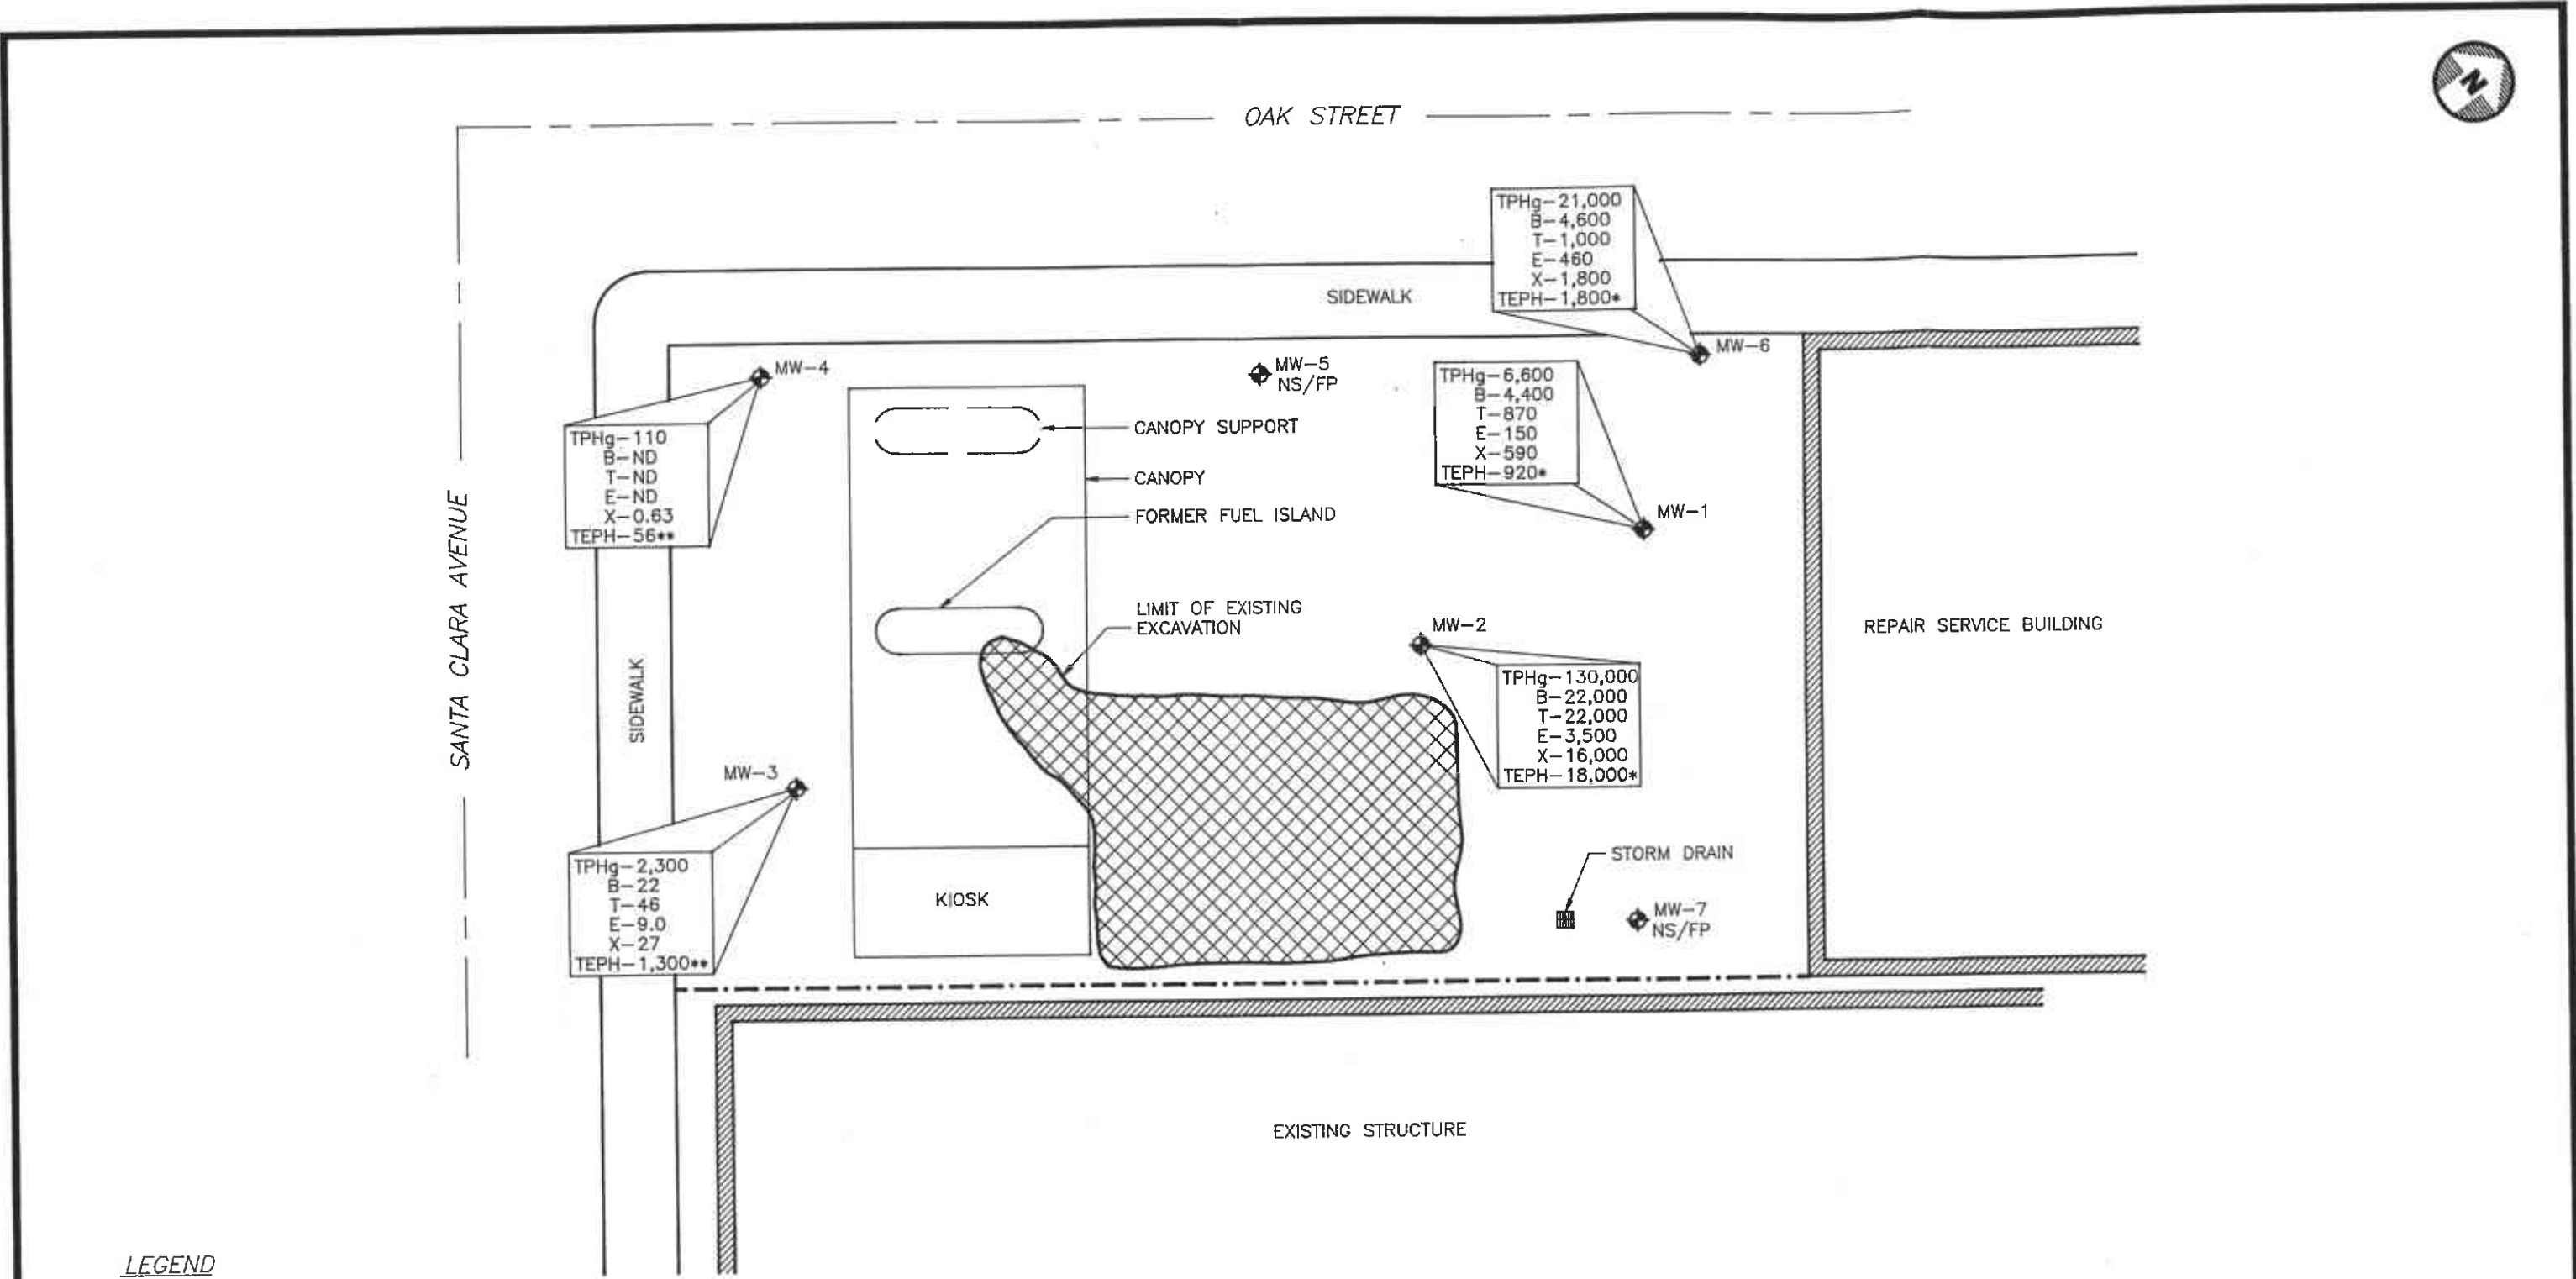 N
OAK STREET
TPHg-21,000
B-4,600
T-1,000
E-460
X-1,800
TEPH-1,800*
SIDEWALK
MW-6
MW-4
MW-5
NS/FP
TPHg-6,600
B-4,400
T-870
E-150
X-590
TEPH-920*
MW-1
TPHg-110
B-ND
T-ND
E-ND
X-0.63
TEPH-56**
CANOPY SUPPORT
CANOPY
FORMER FUEL ISLAND
SANTA CLARA AVENUE
LIMIT OF EXISTING
EXCAVATION
MW-2
REPAIR SERVICE BUILDING
TPHg-130,000
B-22,000
T-22,000
E-3,500
X-16,000
TEPH-18,000*
SIDEWALK
MW-3
TPHg-2,300
B-22
T-46
E-9.0
X-27
TEPH-1,300**
KIOSK
STORM DRAIN
MW-7
NS/FP
EXISTING STRUCTURE
LEGEND